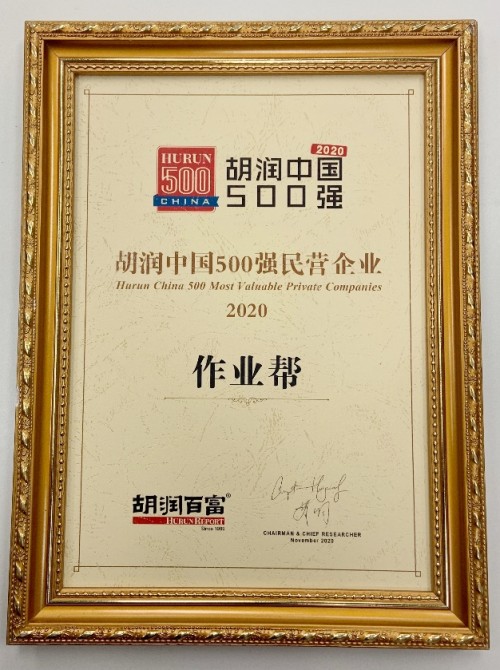 HURUN
500
CHINA
2020
胡润中国
500强
胡润中国500强民营企业
Hurun China 500 Most Valuable Private Companies
2020
作业帮
胡润百富®
HURUN REPORT
Since 1999
CHAIRMAN & CHIEF RESEARCHER
November 2020